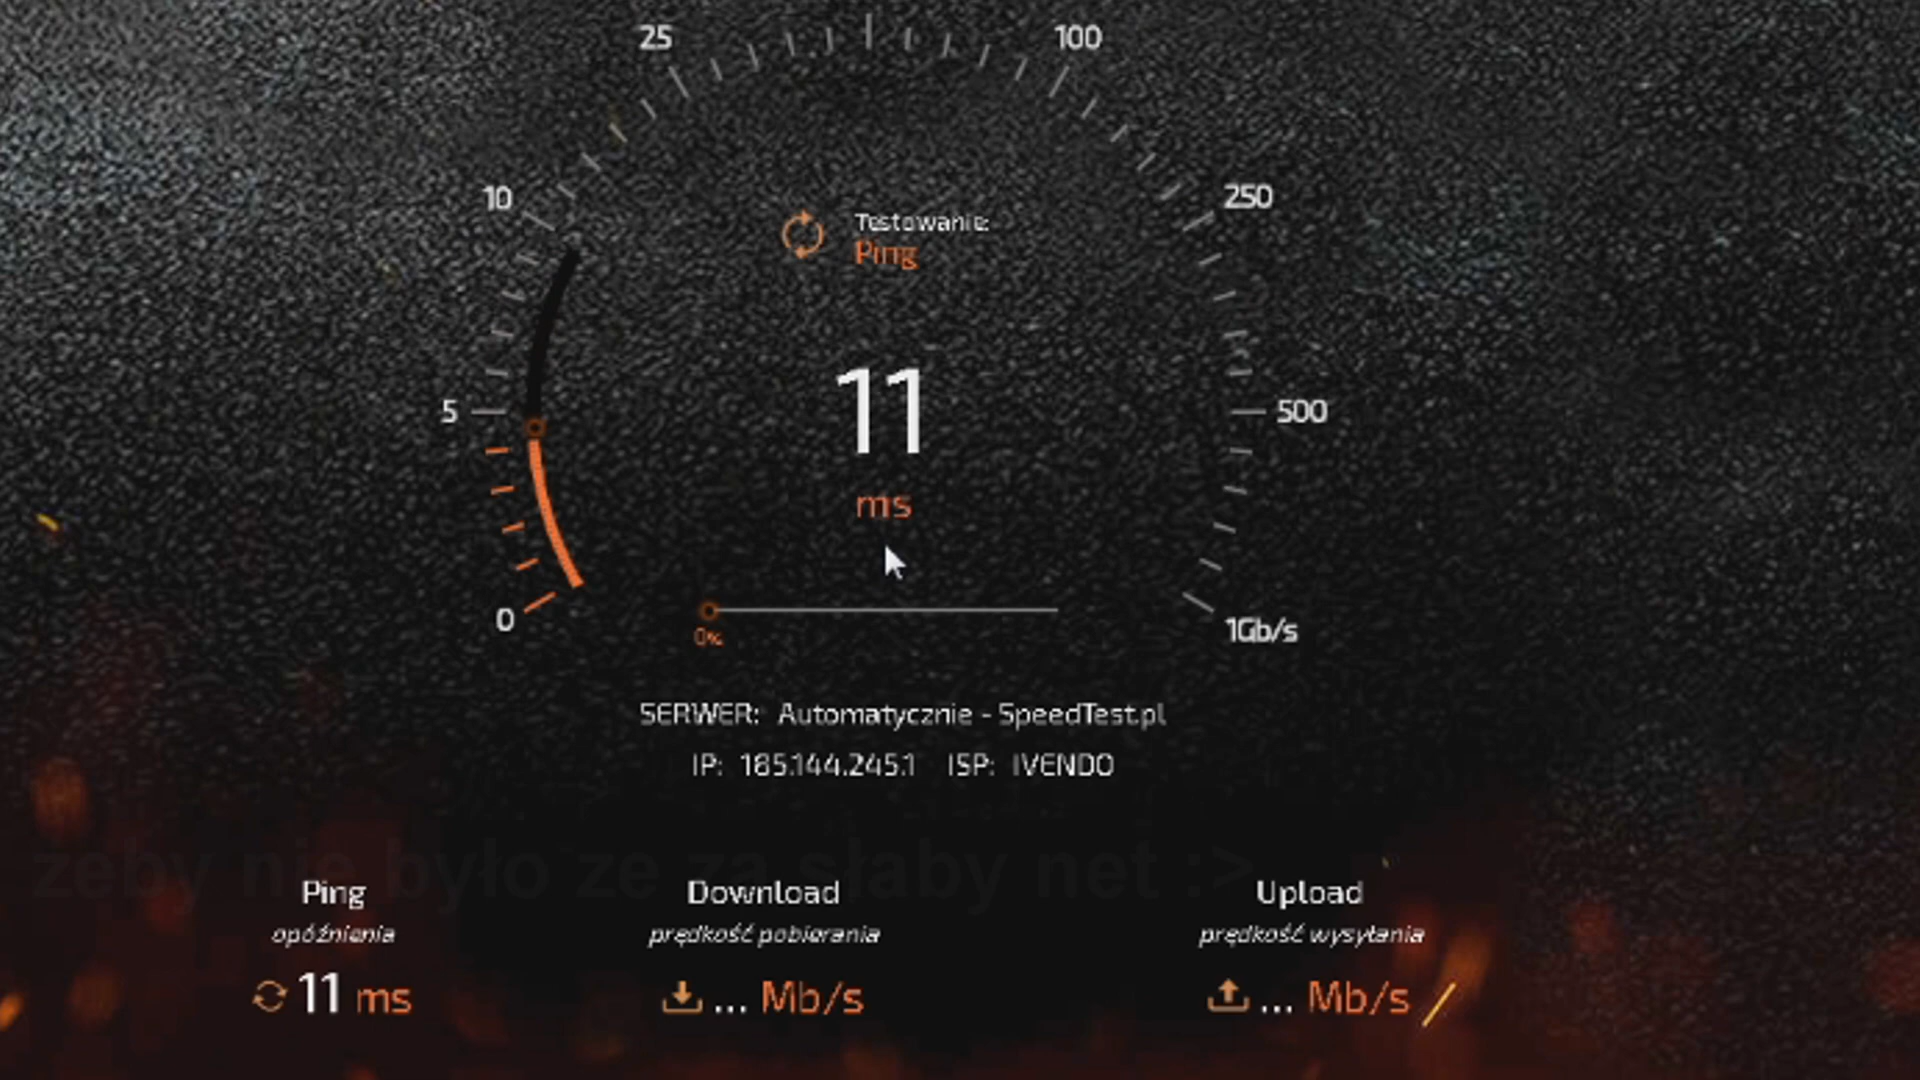 25
100
10
250
Testowanie:
Ping
11
5
500
ms
0
0%
1Gb/s
SERWER: Automatycznie - SpeedTest.pl
IP: 185.144.245.1 ISP: IVENDO
zeby nie było ze za słaby net :>
Ping
Download
Upload
opóźnienia
prędkość pobierania
prędkość wysyłania
11 ms
... Mb/s
... Mb/s